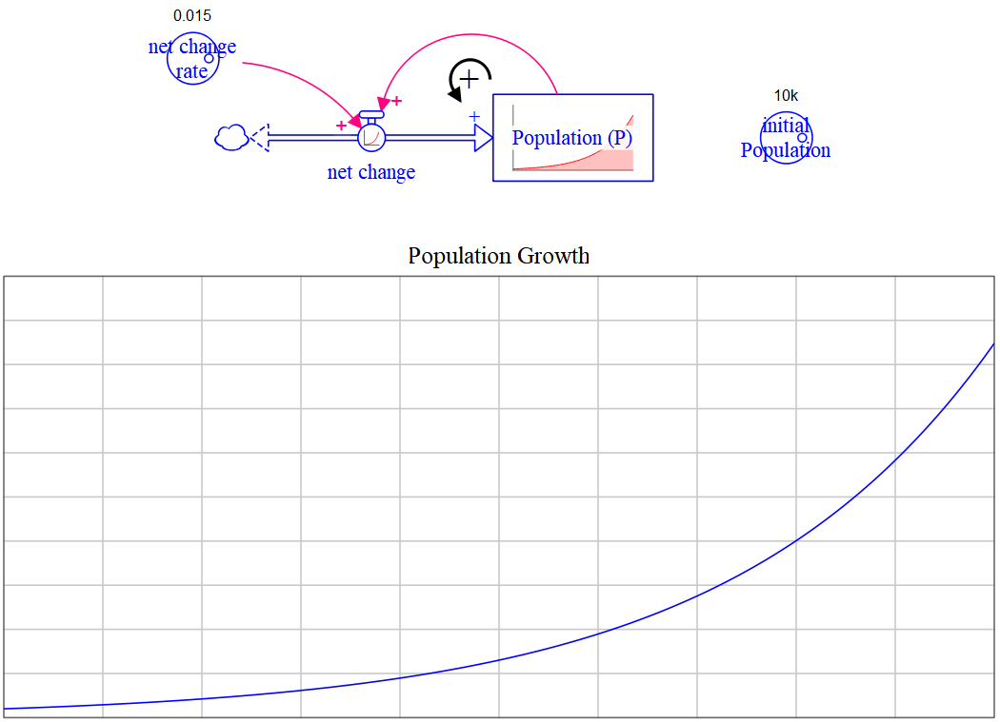 0.015
net change
rate
+
+
+
+
net change
Population (P)
10k
initial
Population
Population Growth